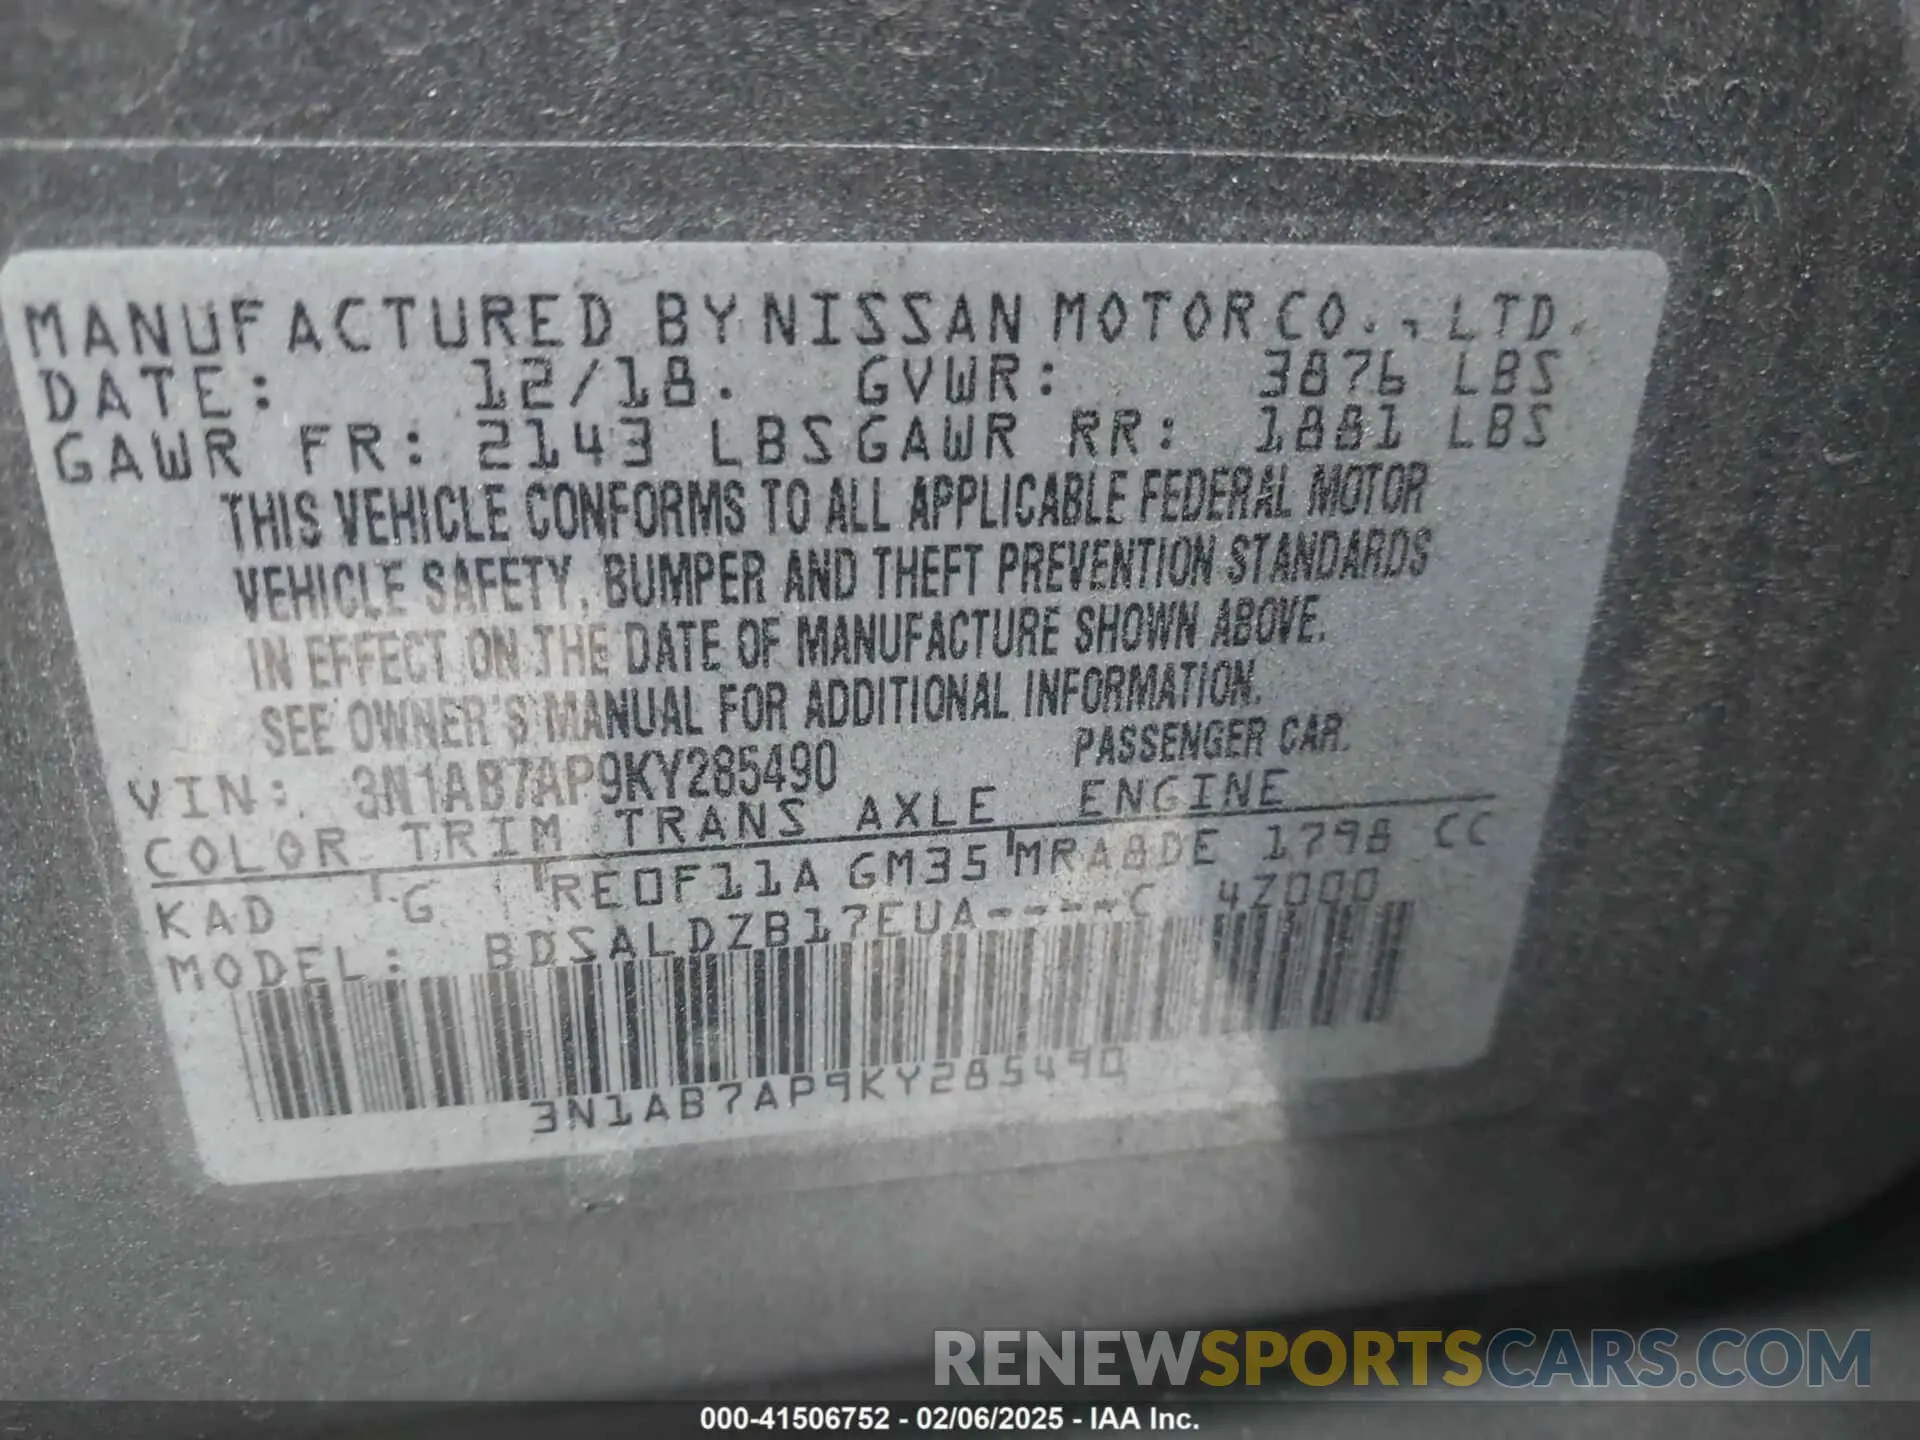 MANUFACTURED BY NISSAN MOTOR CO., LTD.
DATE: 12/18. GVWR: 3876 LBS
GAWR FR: 2143 LBS GAWR RR: 1881 LBS
THIS VEHICLE CONFORMS TO ALL APPLICABLE FEDERAL MOTOR
VEHICLE SAFETY, BUMPER AND THEFT PREVENTION STANDARDS
IN EFFECT ON THE DATE OF MANUFACTURE SHOWN ABOVE.
SEE OWNER'S MANUAL FOR ADDITIONAL INFORMATION.
VIN: 3N1AB7AP9KY285490 PASSENGER CAR.
COLOR TRIM TRANS AXLE ENGINE
KAD G RE0F11A GM35 MRA8DE 1798 CC
MODEL: BDSALDZB17EUA----C 4Z000
3N1AB7AP9KY285490
RENEWSPORTSCARS.COM
000-41506752 - 02/06/2025 - IAA Inc.